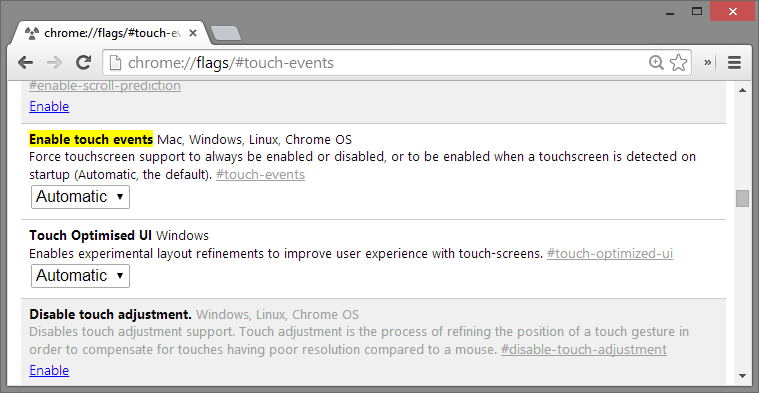 chrome://flags/#touch-ev
chrome://flags/#touch-events
»
#enable-scroll-prediction
Enable
Enable touch events Mac, Windows, Linux, Chrome OS
Force touchscreen support to always be enabled or disabled, or to be enabled when a touchscreen is detected on
startup (Automatic, the default). #touch-events
Automatic
Touch Optimised UI Windows
Enables experimental layout refinements to improve user experience with touch-screens. #touch-optimized-ui
Automatic
Disable touch adjustment. Windows, Linux, Chrome OS
Disables touch adjustment support. Touch adjustment is the process of refining the position of a touch gesture in
order to compensate for touches having poor resolution compared to a mouse. #disable-touch-adjustment
Enable